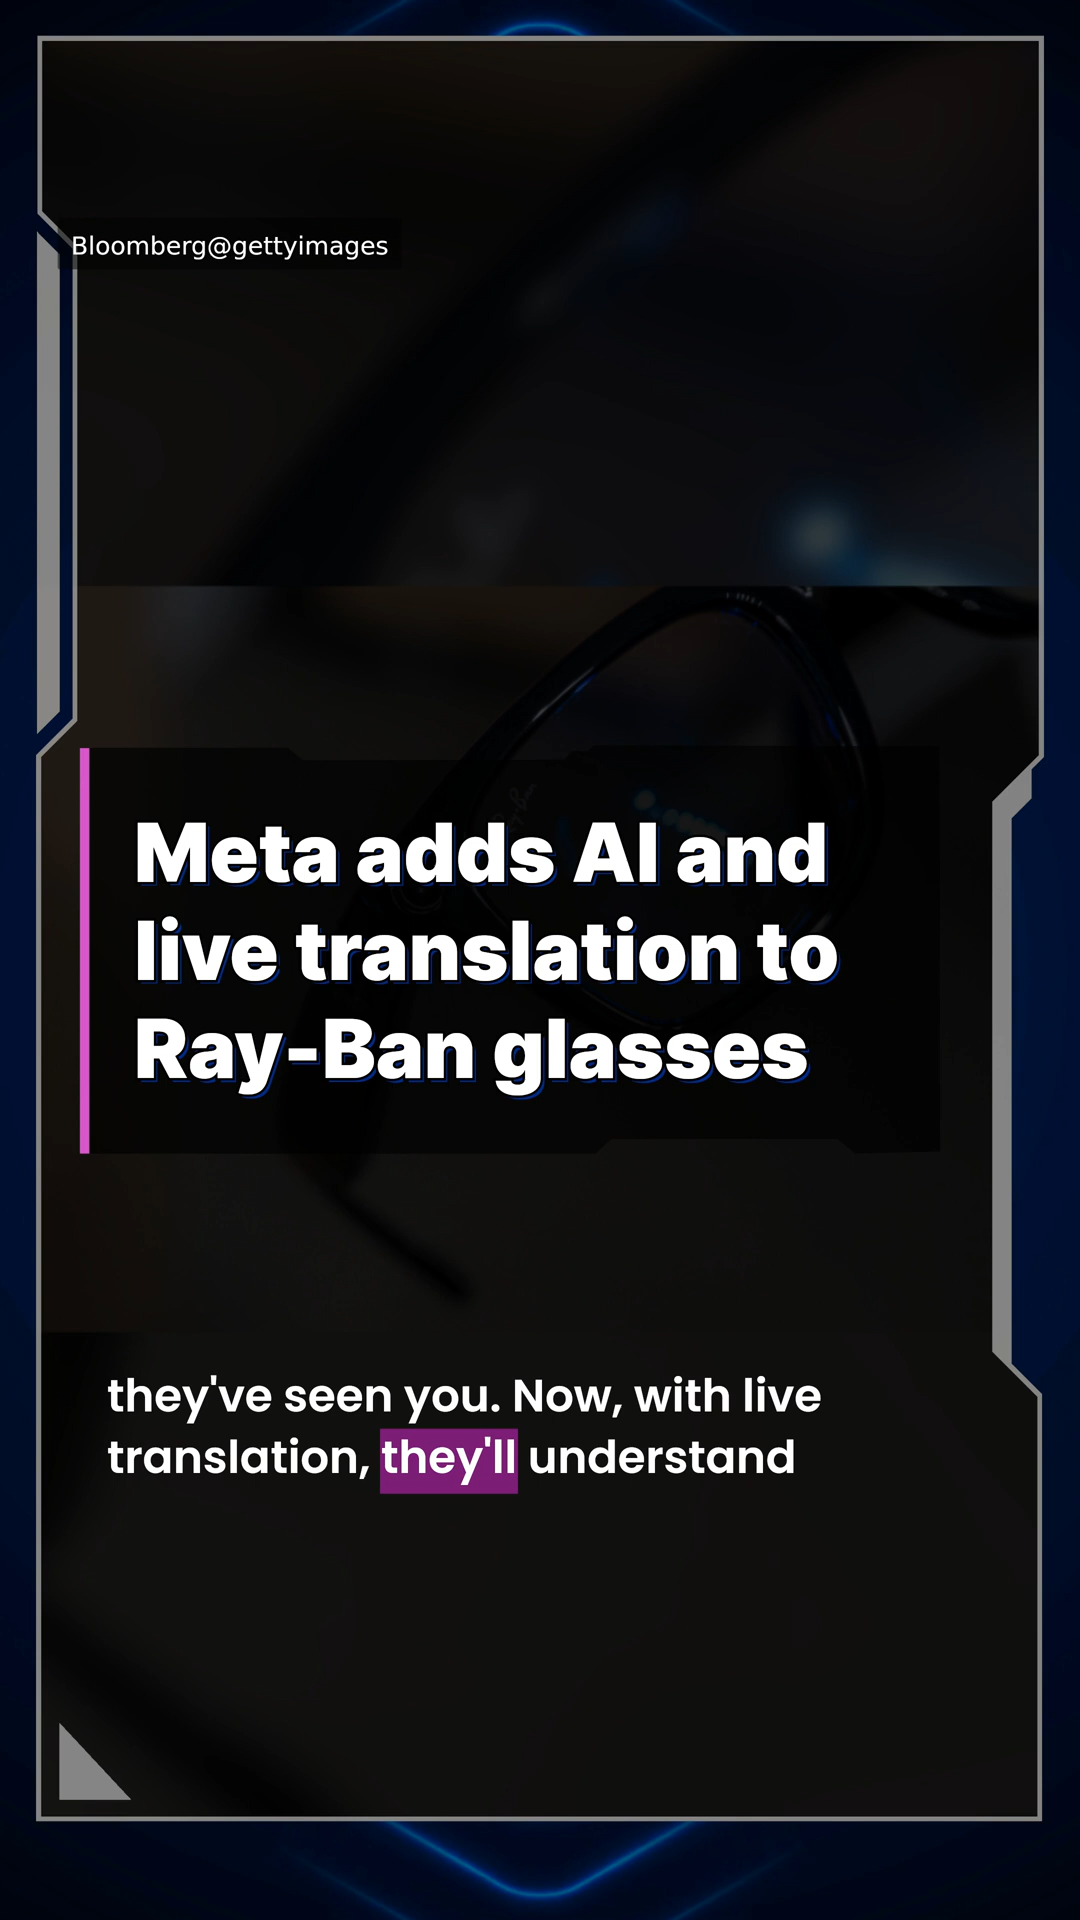 Bloomberg@gettyimages
Meta adds AI and
live translation to
Ray-Ban glasses
they've seen you. Now, with live
translation, they'll understand